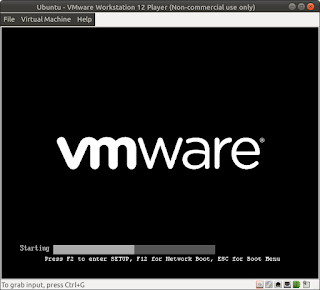 Ubuntu - VMware Workstation 12 Player (Non-commercial use only)
File Virtual Machine Help
vmware®
Starting
Press F2 to enter SETUP, F12 for Network Boot, ESC for Boot Menu
To grab input, press Ctrl+G